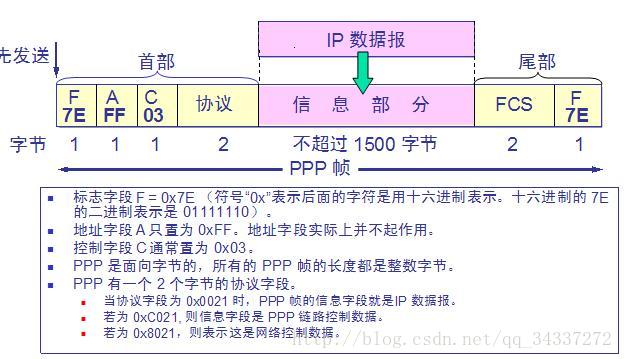 IP 数据报
先发送
首部
尾部
F
7E
A
FF
C
03
协议
信 息 部 分
FCS
F
7E
字节
1
1
1
2
不超过 1500 字节
2
1
PPP 帧
标志字段 F = 0x7E （符号“0x”表示后面的字符是用十六进制表示。十六进制的 7E
的二进制表示是 01111110）。
地址字段 A 只置为 0xFF。地址字段实际上并不起作用。
控制字段 C 通常置为 0x03。
PPP 是面向字节的，所有的 PPP 帧的长度都是整数字节。
PPP 有一个 2 个字节的协议字段。
当协议字段为 0x0021 时，PPP 帧的信息字段就是IP 数据报。
若为 0xC021, 则信息字段是 PPP 链路控制数据。
若为 0x8021，则表示这是网络控制数据。
http://blog.csdn.net/qq_34337272